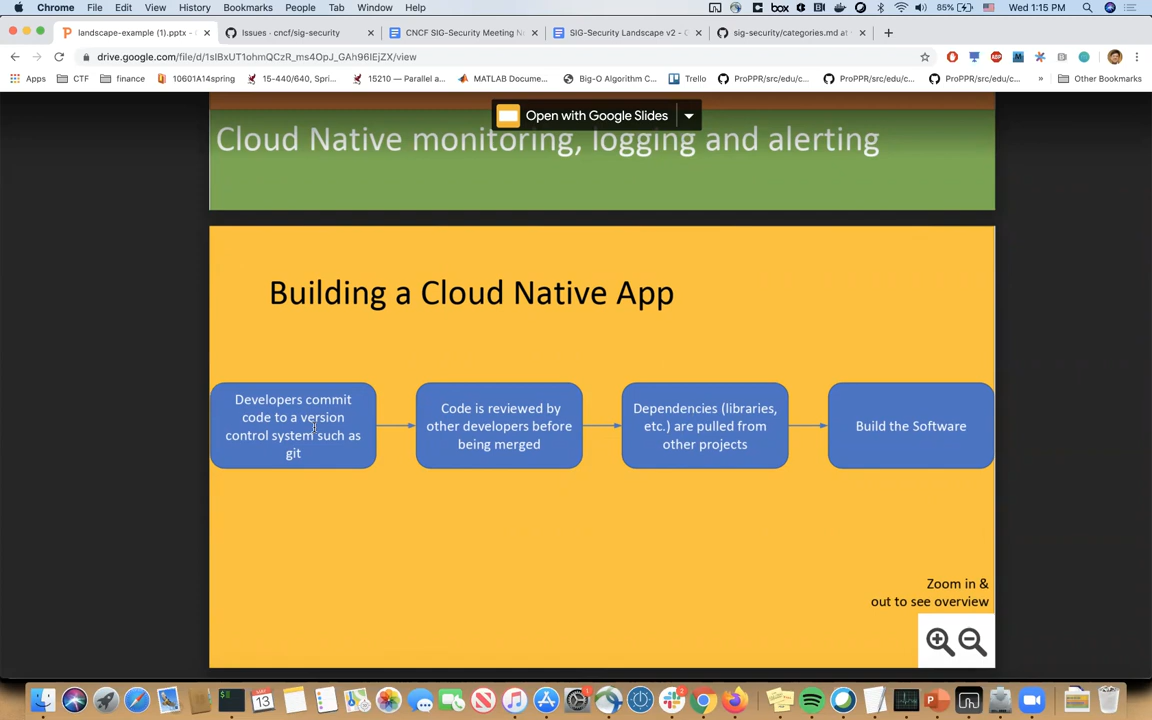 Chrome File Edit View History Bookmarks People Tab Window Help
85% Wed 1:15 PM
landscape-example (1).pptx -
Issues · cncf/sig-security
CNCF SIG-Security Meeting N
SIG-Security Landscape v2 -
sig-security/categories.md at
drive.google.com/file/d/1sIBxUT1ohmQCzR_ms4OpJ_GAh96IEjZX/view
Apps CTF finance 10601A14spring 15-440/640, Spri... 15210 — Parallel a... MATLAB Documen... Big-O Algorithm C... Trello ProPPR/src/edu/c... ProPPR/src/edu/c... ProPPR/src/edu/c... » Other Bookmarks
Open with Google Slides
Cloud Native monitoring, logging and alerting
Building a Cloud Native App
Developers commit
code to a version
control system such as
git
Code is reviewed by
other developers before
being merged
Dependencies (libraries,
etc.) are pulled from
other projects
Build the Software
Zoom in &
out to see overview